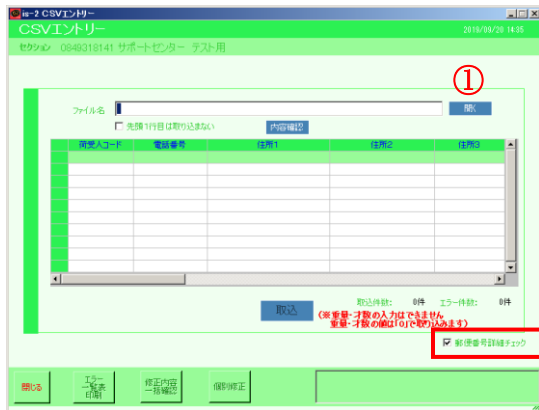 is-2 CSVエントリー
CSVエントリー
2018/09/20 14:35
セクション 0849318141 サポートセンター テスト用
①
ファイル名
開く
先頭1行目は取り込まない
内容確認
荷受人コード 電話番号 住所1 住所2 住所3
取込
取込件数: 0件 エラー件数: 0件
(※重量・才数の入力はできません
重量・才数の値は「0」で取り込みます)
郵便番号詳細チェック
閉じる
エラー
一覧表
印刷
修正内容
一括確認
個別修正